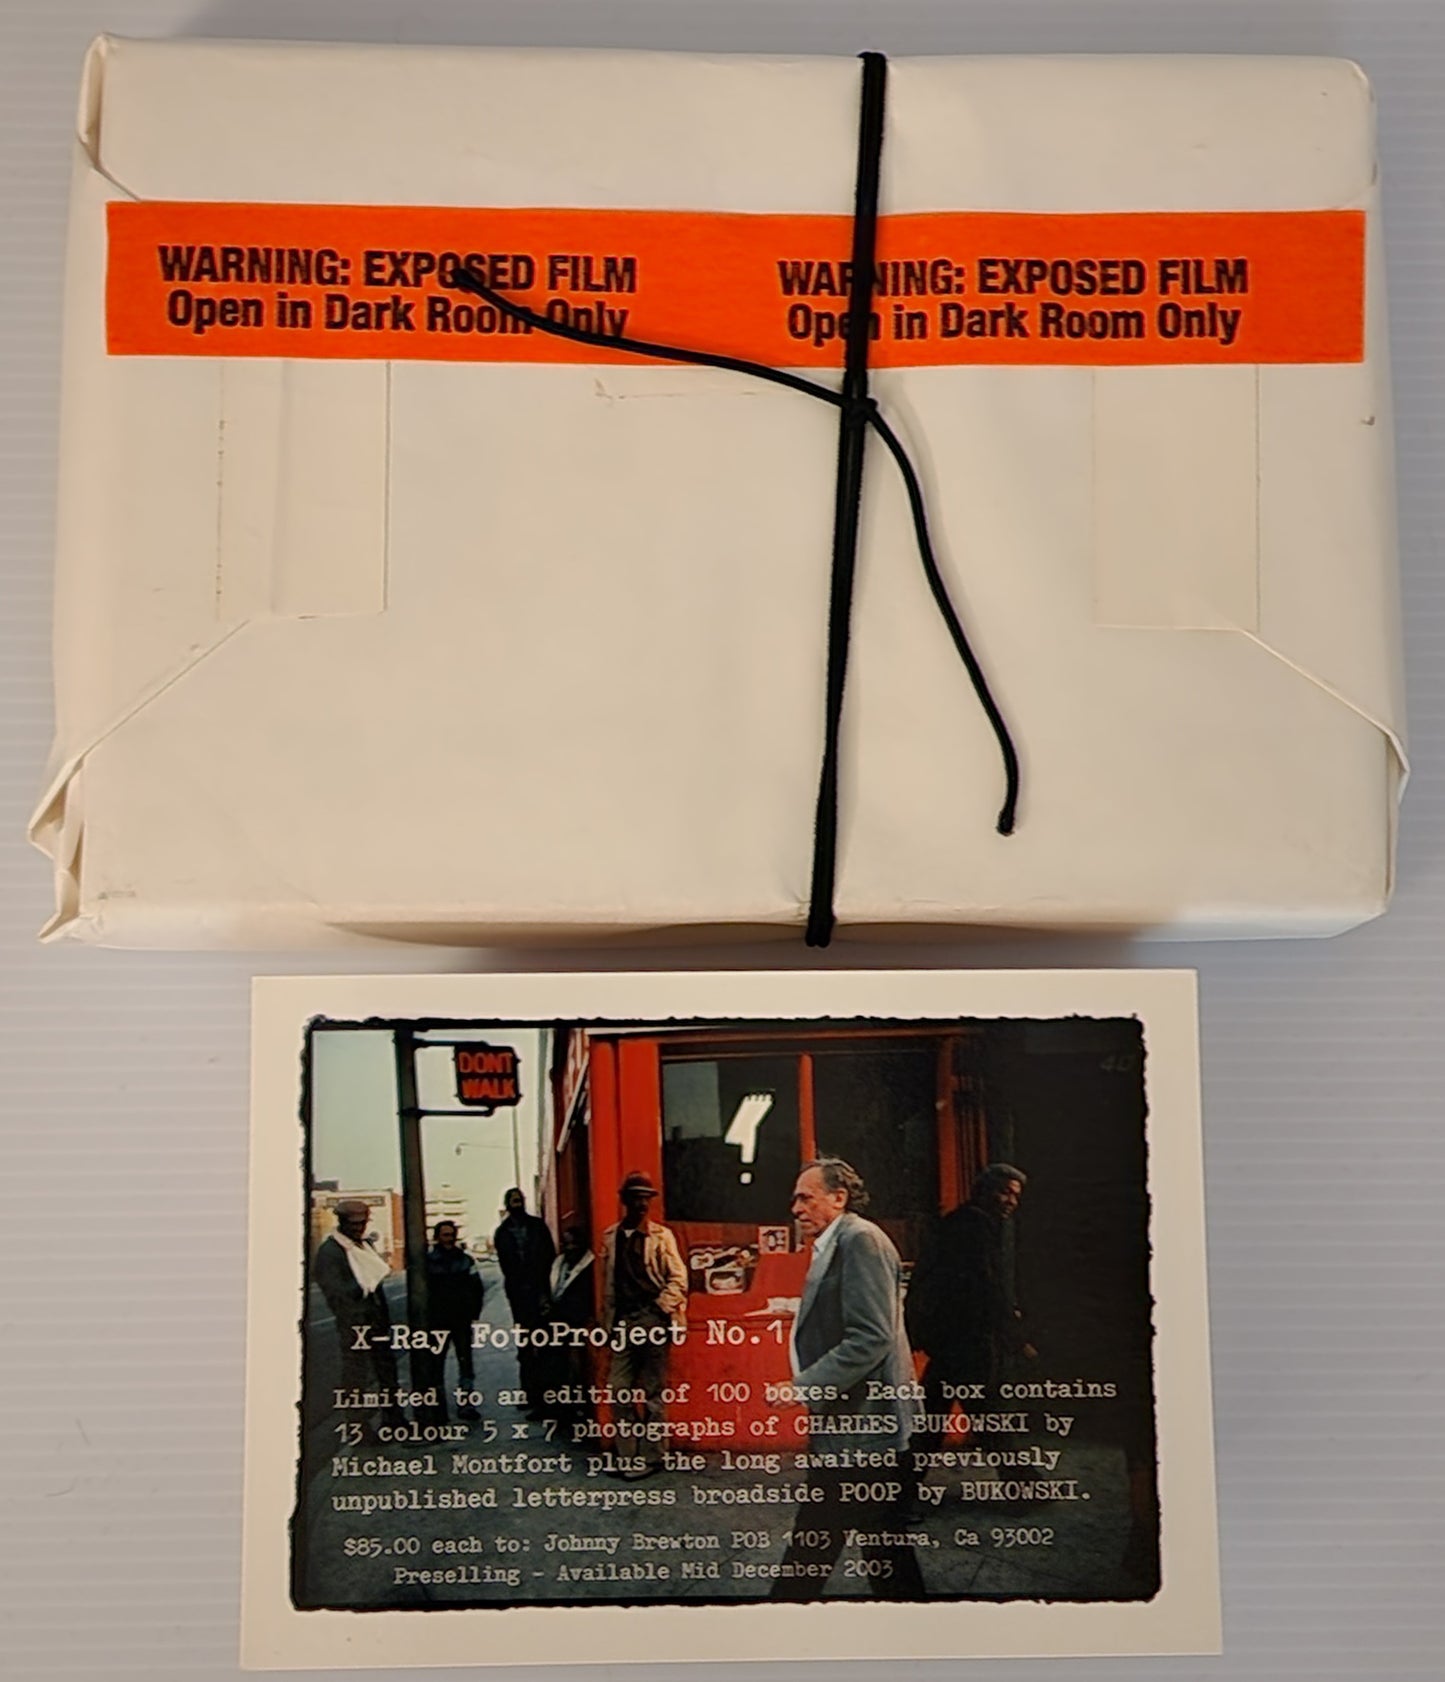 WARNING: EXPOSED FILM
Open in Dark Room Only
WARNING: EXPOSED FILM
Open in Dark Room Only
DONT
WALK
?
X-Ray FotoProject No.1
Limited to an edition of 100 boxes. Each box contains
13 colour 5 x 7 photographs of CHARLES BUKOWSKI by
Michael Montfort plus the long awaited previously
unpublished letterpress broadside POOP by BUKOWSKI.
$85.00 each to: Johnny Brewton POB 1103 Ventura, Ca 93002
Preselling - Available Mid December 2003